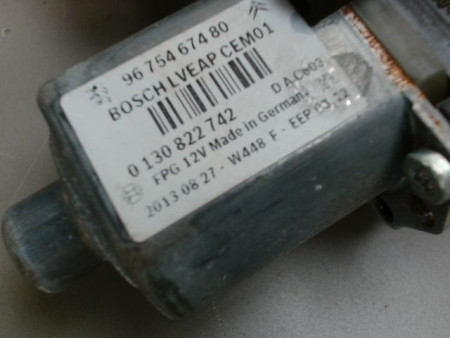 96 754 674 80
BOSCH LVEAP CEM01
0 130 822 742
FPG 12V Made in Germany
2013 08 27 - W448 F - EEP 03.22